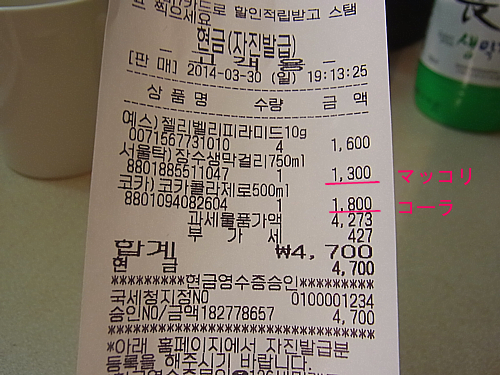 카드로 할인적립받고 스탬
프 찍으세요
현금(자진발급)
고객용
[판 매] 2014-03-30 (일) 19:13:25
상 품 명 수량 금 액
예스)젤리벨리피라미드10g
0071567731010 4 1,600
서울탁)장수생막걸리750ml
8801885511047 1 1,300 マッコリ
코카)코카콜라제로500ml
8801094082604 1 1,800 コーラ
과세물품가액 4,273
부 가 세 427
합계 ₩4,700
현 금 4,700
*********현금영수증승인*********
국세청지정NO 0100001234
승인NO/금액182778657 4,700
*아래 홈페이지에서 자진발급분
등록을 해주시기 바랍니다.
생막